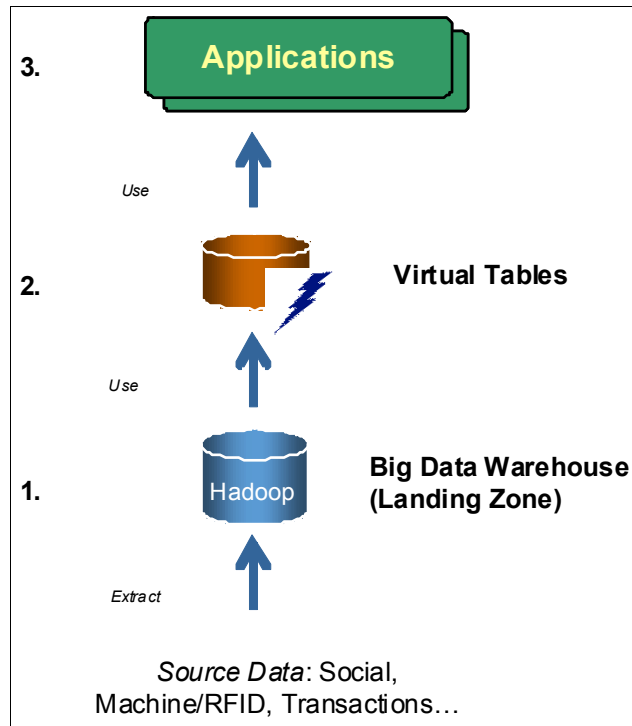 3.
Applications
Use
2.
Virtual Tables
Use
1.
Hadoop
Big Data Warehouse
(Landing Zone)
Extract
Source Data: Social,
Machine/RFID, Transactions…